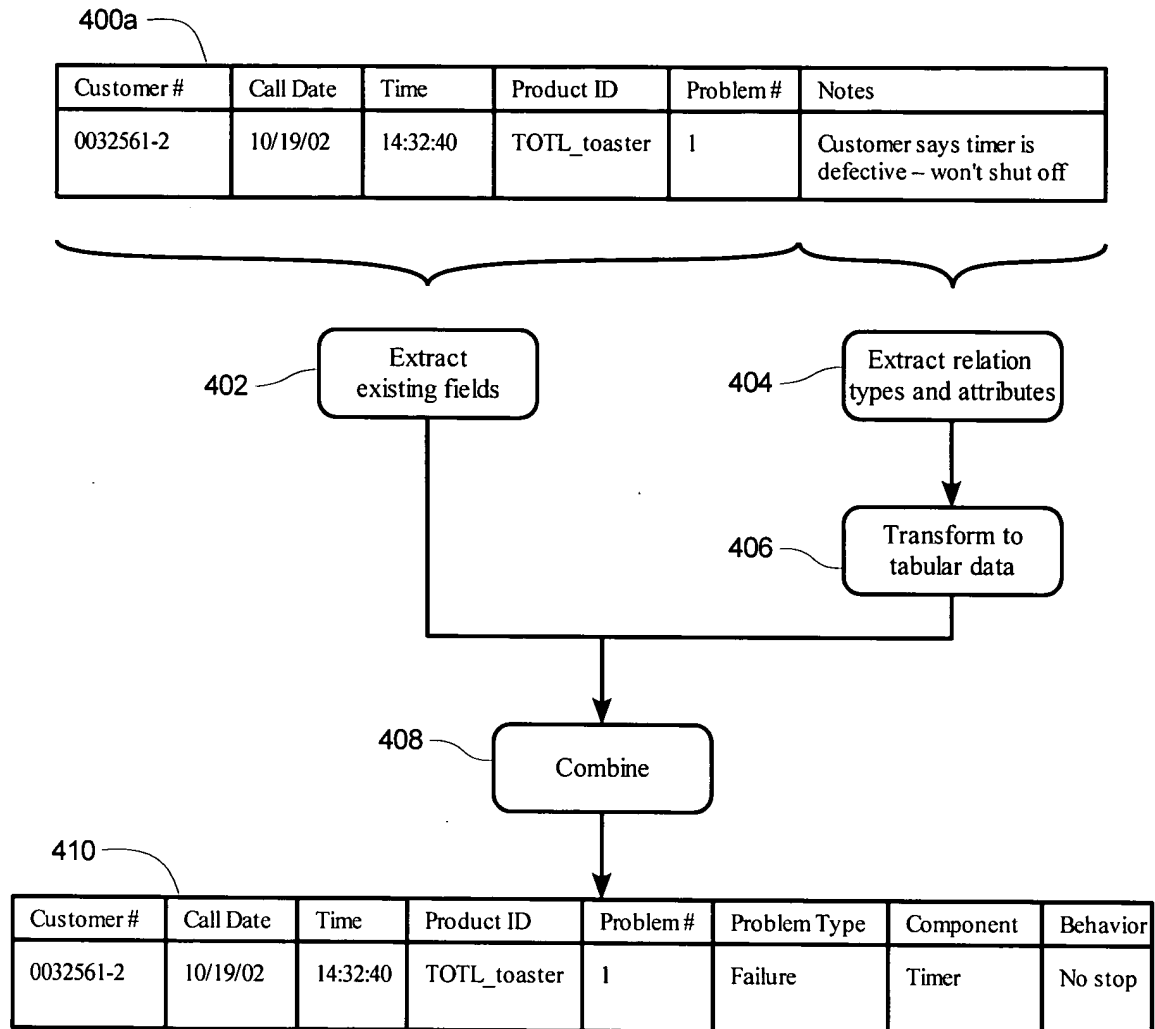 400a
Customer # Call Date Time Product ID Problem # Notes
0032561-2 10/19/02 14:32:40 TOTL_toaster 1 Customer says timer is
defective – won't shut off
402
Extract
existing fields
404
Extract relation
types and attributes
406
Transform to
tabular data
408
Combine
410
Customer # Call Date Time Product ID Problem # Problem Type Component Behavior
0032561-2 10/19/02 14:32:40 TOTL_toaster 1 Failure Timer No stop